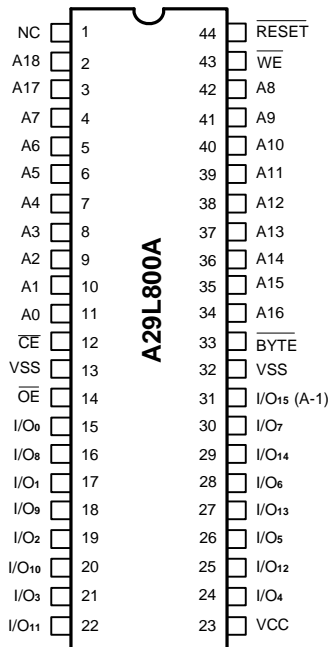 NC 1 44 RESET
A18 2 43 WE
A17 3 42 A8
A7 4 41 A9
A6 5 40 A10
A5 6 39 A11
A4 7 38 A12
A3 8 37 A13
A2 9 36 A14
A1 10 35 A15
A0 11 34 A16
CE 12 33 BYTE
VSS 13 32 VSS
OE 14 31 I/O15 (A-1)
I/O0 15 30 I/O7
I/O8 16 29 I/O14
I/O1 17 28 I/O6
I/O9 18 27 I/O13
I/O2 19 26 I/O5
I/O10 20 25 I/O12
I/O3 21 24 I/O4
I/O11 22 23 VCC
A29L800A